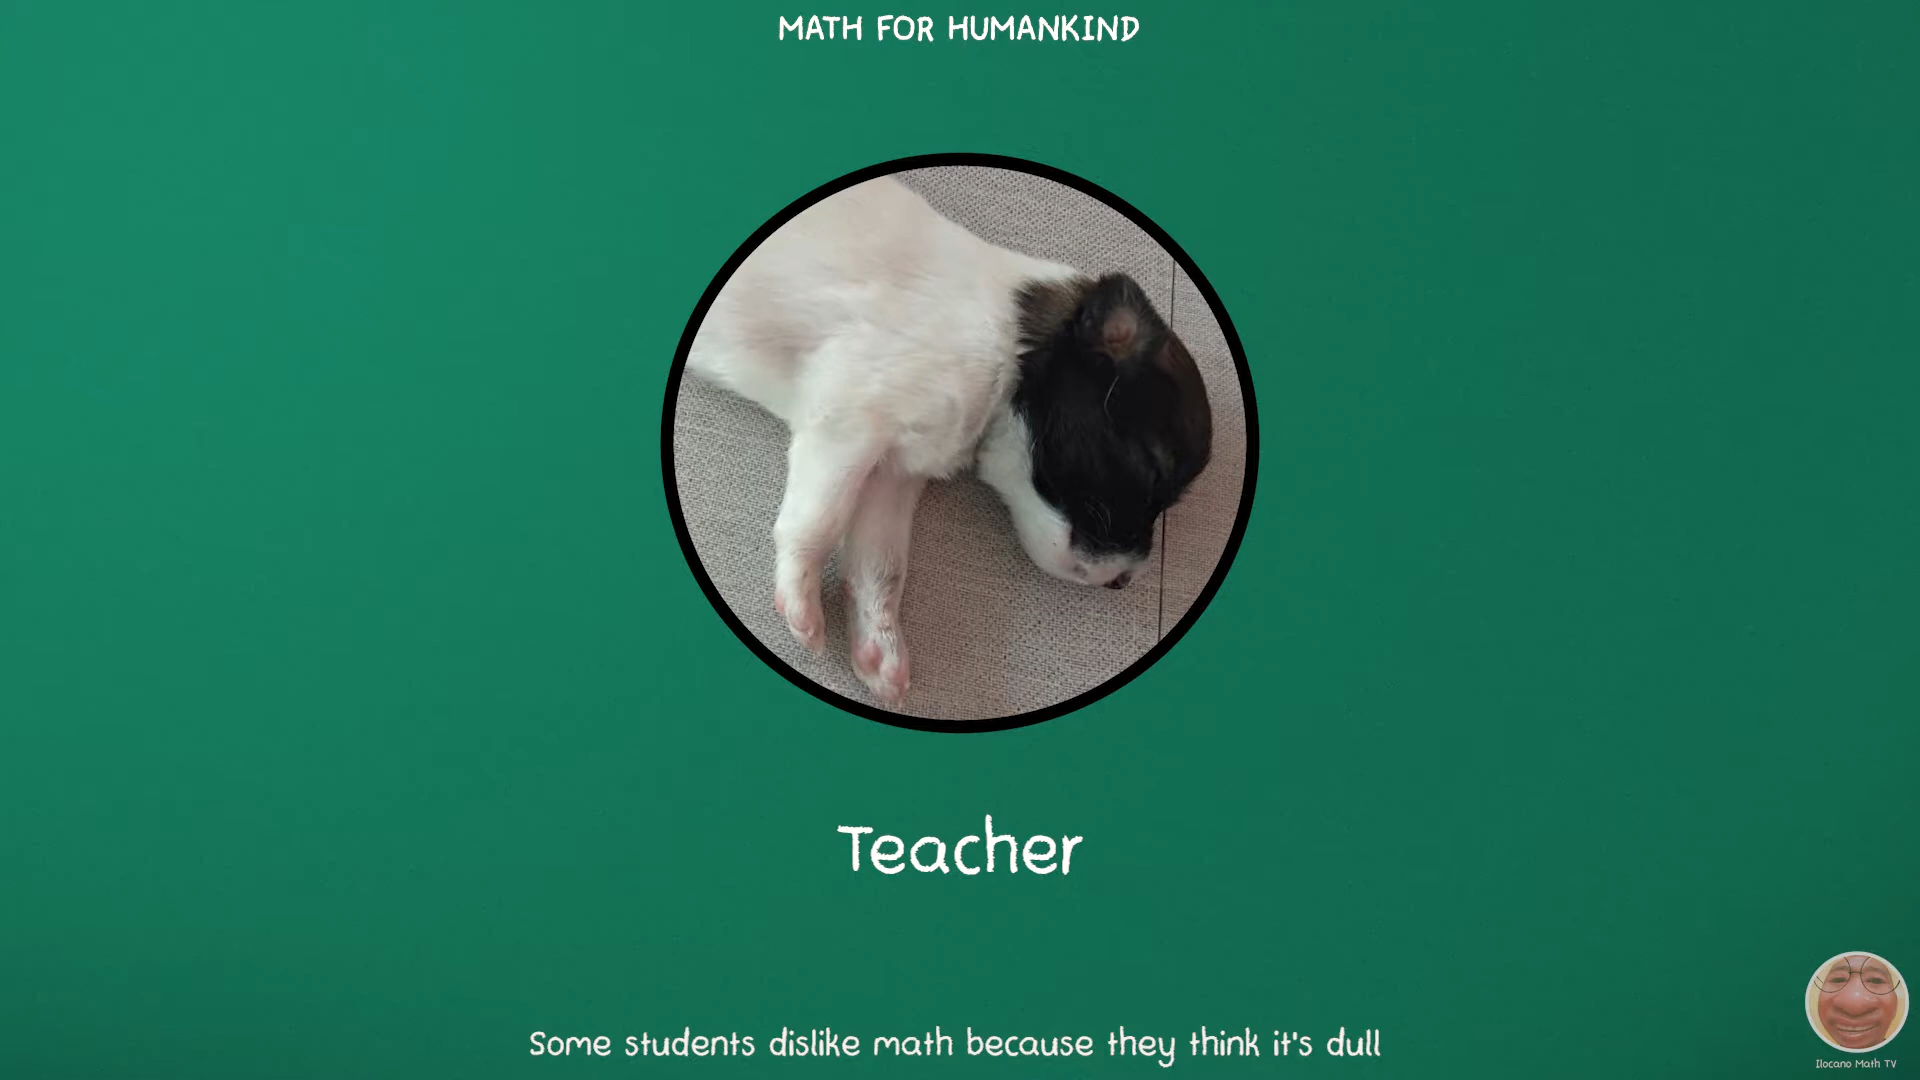 MATH FOR HUMANKIND
Teacher
Some students dislike math because they think it's dull
Ilocano Math TV